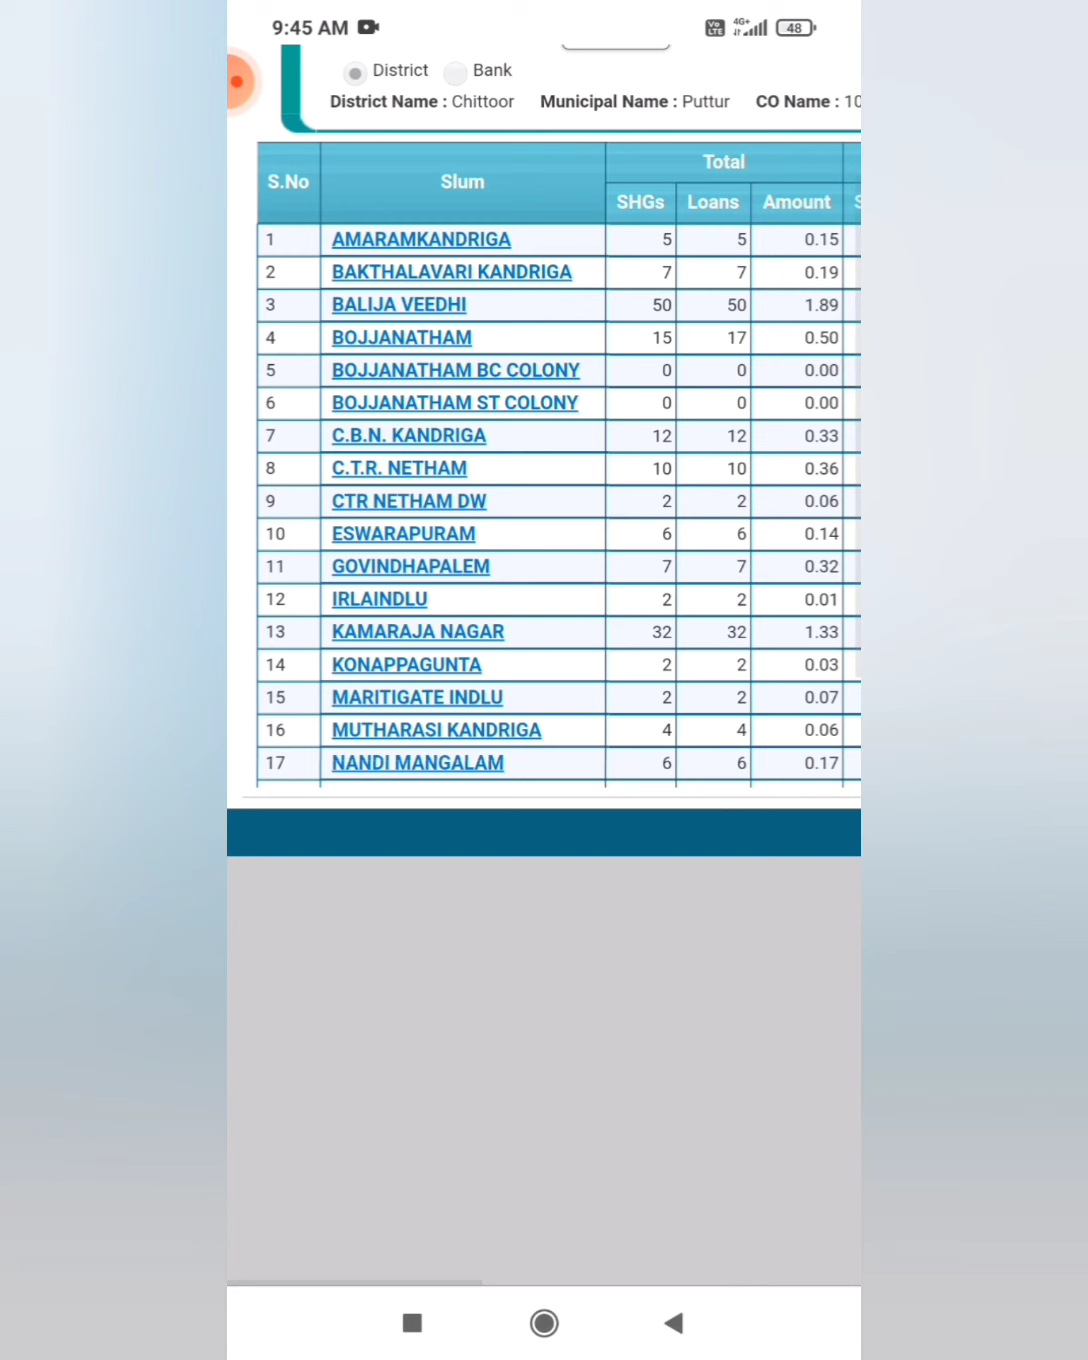 9:45 AM Vo LTE 4G+ 48
District Bank
District Name : Chittoor Municipal Name : Puttur CO Name : 10
S.No Slum Total
SHGs Loans Amount
1 AMARAMKANDRIGA 5 5 0.15
2 BAKTHALAVARI KANDRIGA 7 7 0.19
3 BALIJA VEEDHI 50 50 1.89
4 BOJJANATHAM 15 17 0.50
5 BOJJANATHAM BC COLONY 0 0 0.00
6 BOJJANATHAM ST COLONY 0 0 0.00
7 C.B.N. KANDRIGA 12 12 0.33
8 C.T.R. NETHAM 10 10 0.36
9 CTR NETHAM DW 2 2 0.06
10 ESWARAPURAM 6 6 0.14
11 GOVINDHAPALEM 7 7 0.32
12 IRLAINDLU 2 2 0.01
13 KAMARAJA NAGAR 32 32 1.33
14 KONAPPAGUNTA 2 2 0.03
15 MARITIGATE INDLU 2 2 0.07
16 MUTHARASI KANDRIGA 4 4 0.06
17 NANDI MANGALAM 6 6 0.17